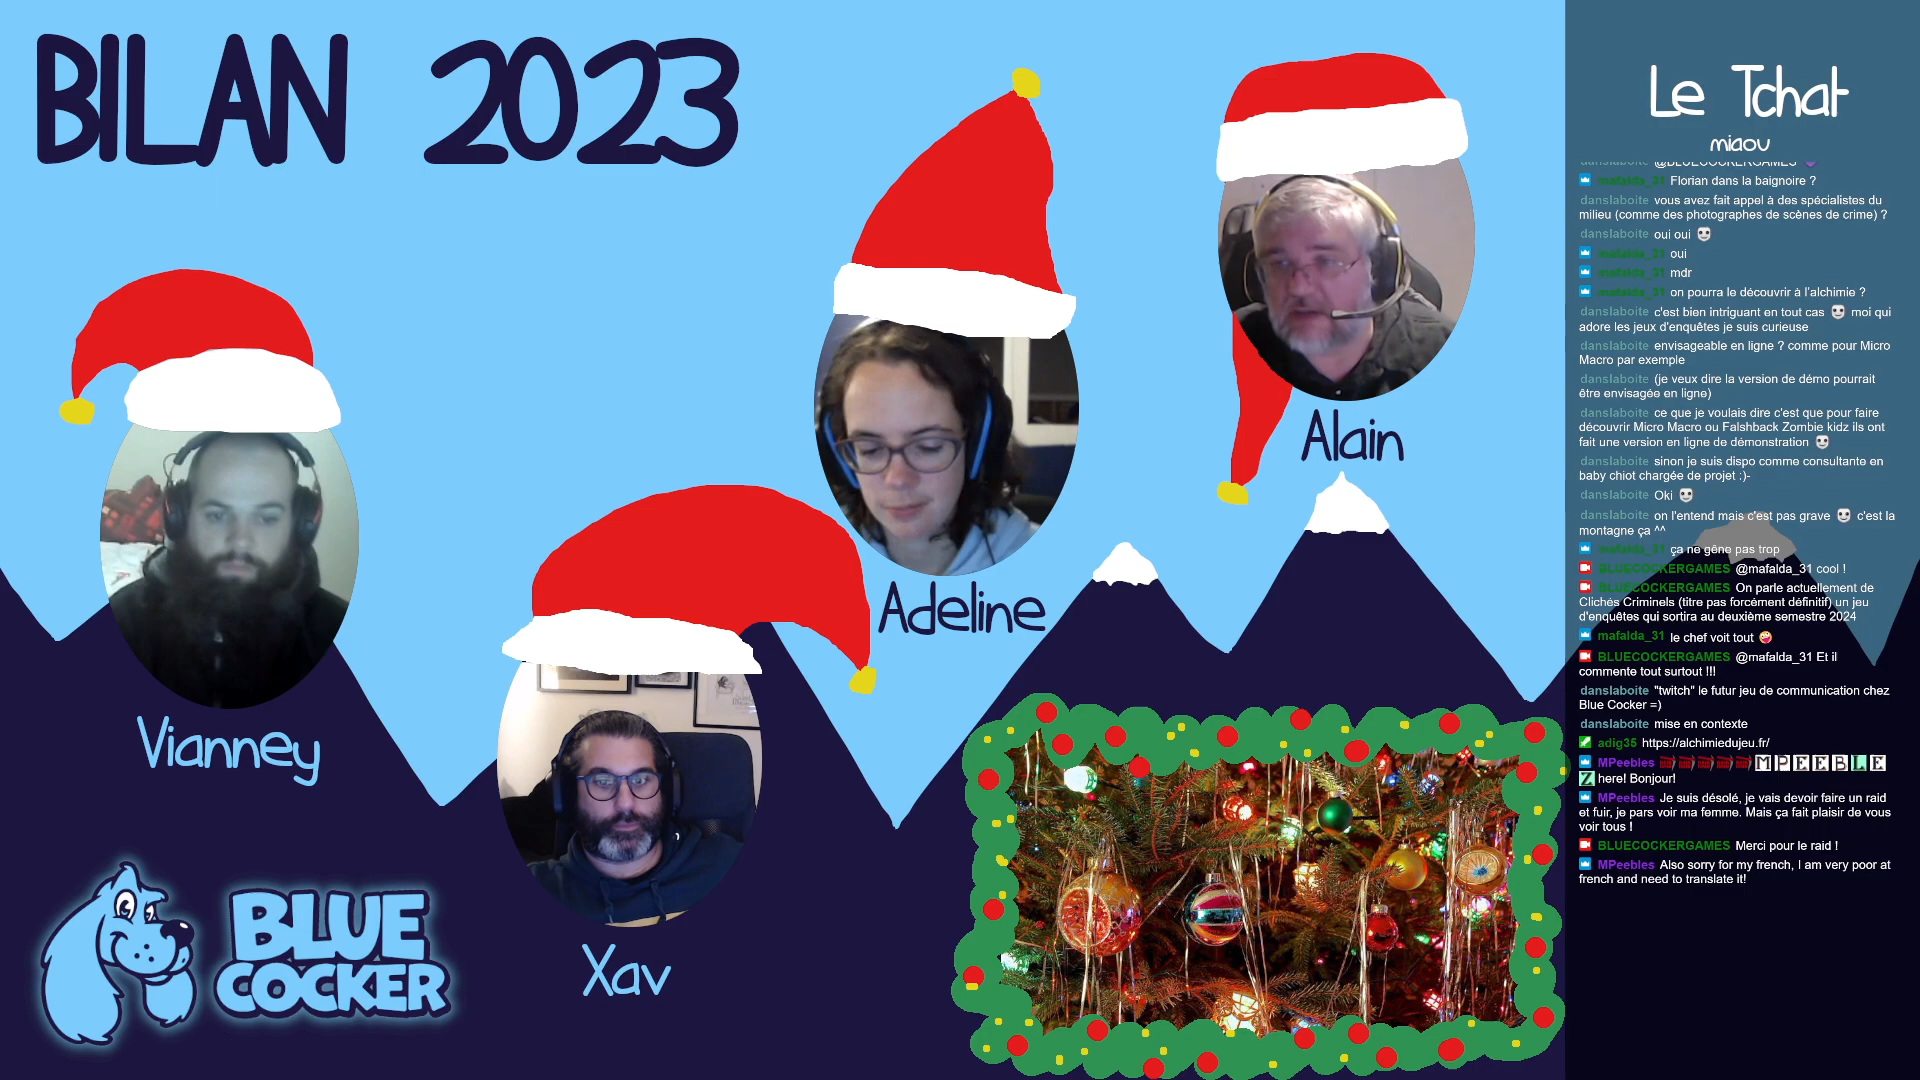 BILAN 2023
Vianney
Xav
Adeline
Alain
BLUE
COCKER
Le Tchat
miaou
danslaboite @BLUECOCKERGAMES
mafalda_31 Florian dans la baignoire ?
danslaboite vous avez fait appel à des spécialistes du
milieu (comme des photographes de scènes de crime) ?
danslaboite oui oui
mafalda_31 oui
mafalda_31 mdr
mafalda_31 on pourra le découvrir à l'alchimie ?
danslaboite c'est bien intriguant en tout cas moi qui
adore les jeux d'enquêtes je suis curieuse
danslaboite envisageable en ligne ? comme pour Micro
Macro par exemple
danslaboite (je veux dire la version de démo pourrait
être envisagée en ligne)
danslaboite ce que je voulais dire c'est que pour faire
découvrir Micro Macro ou Falshback Zombie kidz ils ont
fait une version en ligne de démonstration
danslaboite sinon je suis dispo comme consultante en
baby chiot chargée de projet :)-
danslaboite Oki
danslaboite on l'entend mais c'est pas grave c'est la
montagne ça ^^
mafalda_31 ça ne gêne pas trop
BLUECOCKERGAMES @mafalda_31 cool !
BLUECOCKERGAMES On parle actuellement de
Clichés Criminels (titre pas forcément définitif) un jeu
d'enquêtes qui sortira au deuxième semestre 2024
mafalda_31 le chef voit tout
BLUECOCKERGAMES @mafalda_31 Et il
commente tout surtout !!!
danslaboite "twitch" le futur jeu de communication chez
Blue Cocker =)
danslaboite mise en contexte
adig35 https://alchimiedujeu.fr/
MPeebles M P E E B L E
Z here! Bonjour!
MPeebles Je suis désolé, je vais devoir faire un raid
et fuir, je pars voir ma femme. Mais ça fait plaisir de vous
voir tous !
BLUECOCKERGAMES Merci pour le raid !
MPeebles Also sorry for my french, I am very poor at
french and need to translate it!